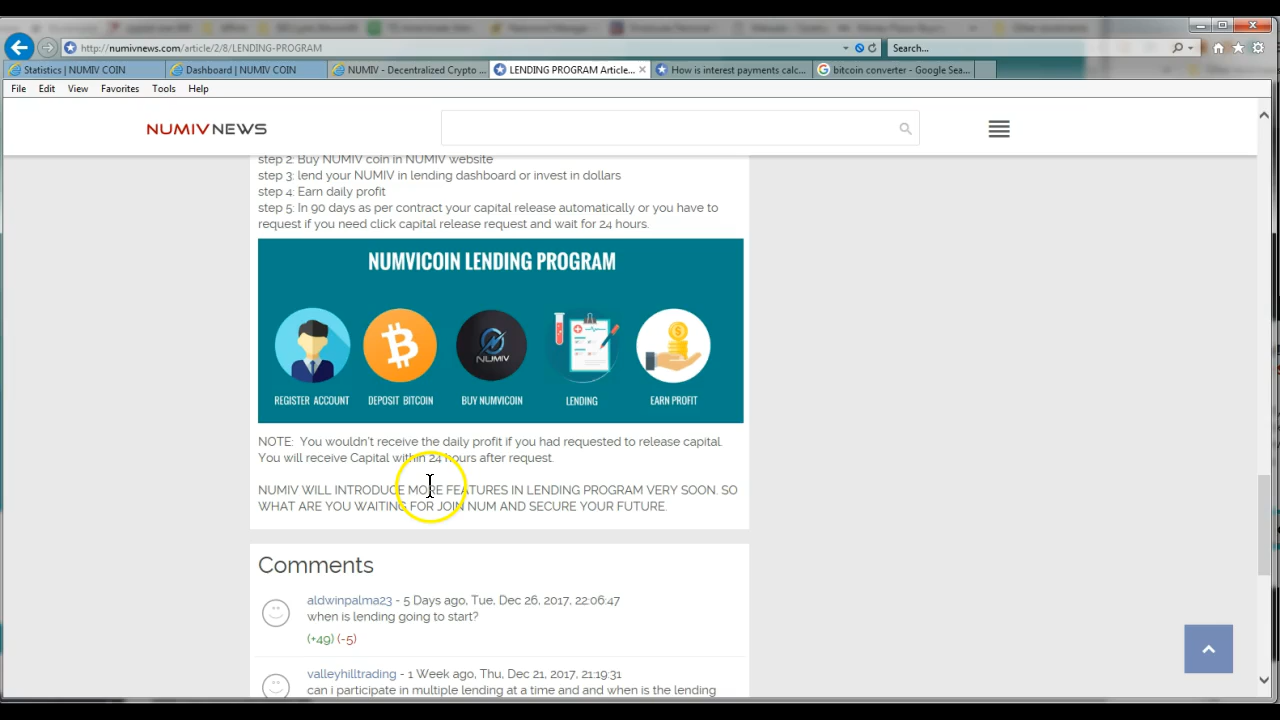 http://numivnews.com/article/2/8/LENDING-PROGRAM
Search...
Statistics | NUMIV COIN
Dashboard | NUMIV COIN
NUMIV - Decentralized Crypto ...
LENDING PROGRAM Article...
How is interest payments calc...
bitcoin converter - Google Sea...
File Edit View Favorites Tools Help
NUMIVNEWS
step 2: Buy NUMIV coin in NUMIV website
step 3: lend your NUMIV in lending dashboard or invest in dollars
step 4: Earn daily profit
step 5: In 90 days as per contract your capital release automatically or you have to
request if you need click capital release request and wait for 24 hours.
NUMVICOIN LENDING PROGRAM
NUMIV
REGISTER ACCOUNT
DEPOSIT BITCOIN
BUY NUMVICOIN
LENDING
EARN PROFIT
NOTE: You wouldn't receive the daily profit if you had requested to release capital.
You will receive Capital within 24 hours after request.
NUMIV WILL INTRODUCE MORE FEATURES IN LENDING PROGRAM VERY SOON. SO
WHAT ARE YOU WAITING FOR JOIN NUM AND SECURE YOUR FUTURE.
Comments
aldwinpalma23 - 5 Days ago, Tue, Dec 26, 2017, 22:06:47
when is lending going to start?
(+49) (-5)
valleyhilltrading - 1 Week ago, Thu, Dec 21, 2017, 21:19:31
can i participate in multiple lending at a time and and when is the lending